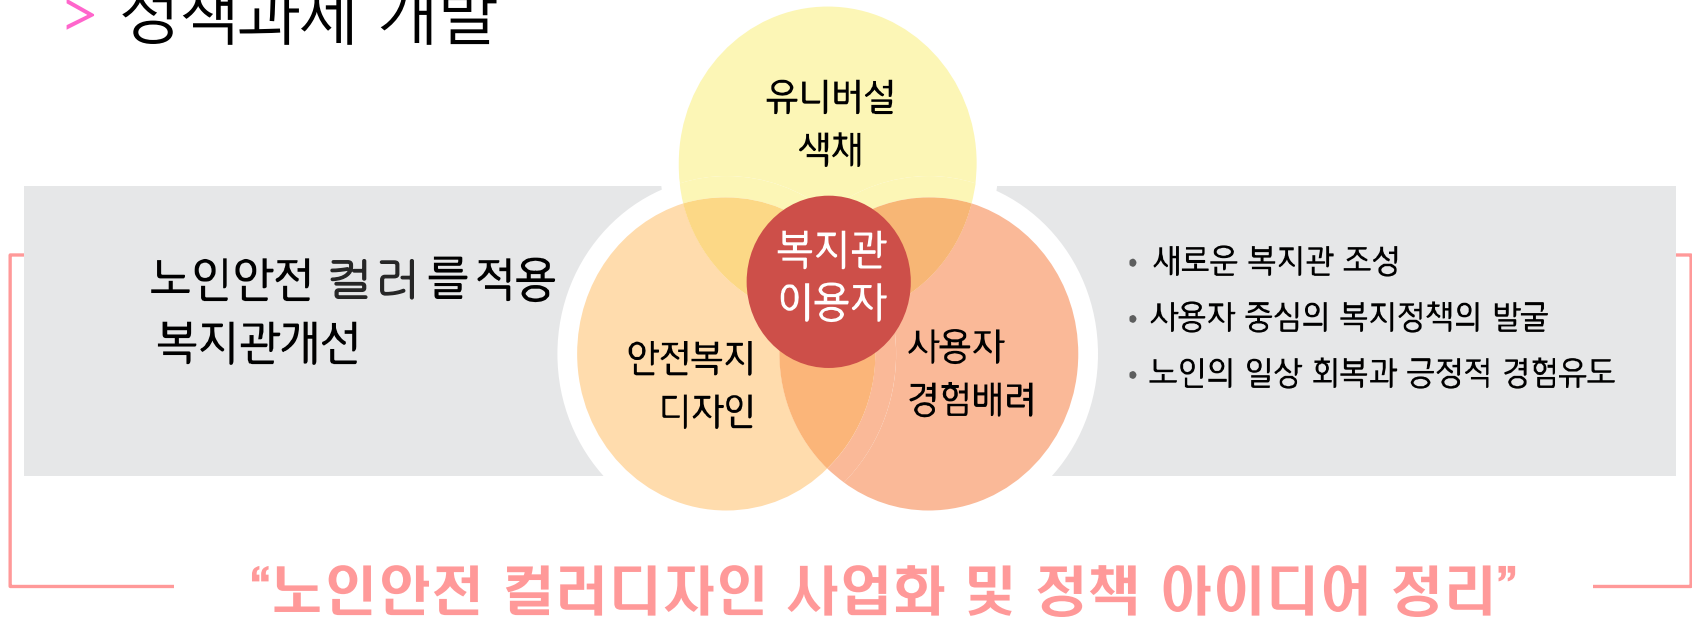 > 정책과제 개발
유니버설
색채
복지관
이용자
안전복지
디자인
사용자
경험배려
노인안전 컬러를 적용
복지관개선
• 새로운 복지관 조성
• 사용자 중심의 복지정책의 발굴
• 노인의 일상 회복과 긍정적 경험유도
“노인안전 컬러디자인 사업화 및 정책 아이디어 정리”